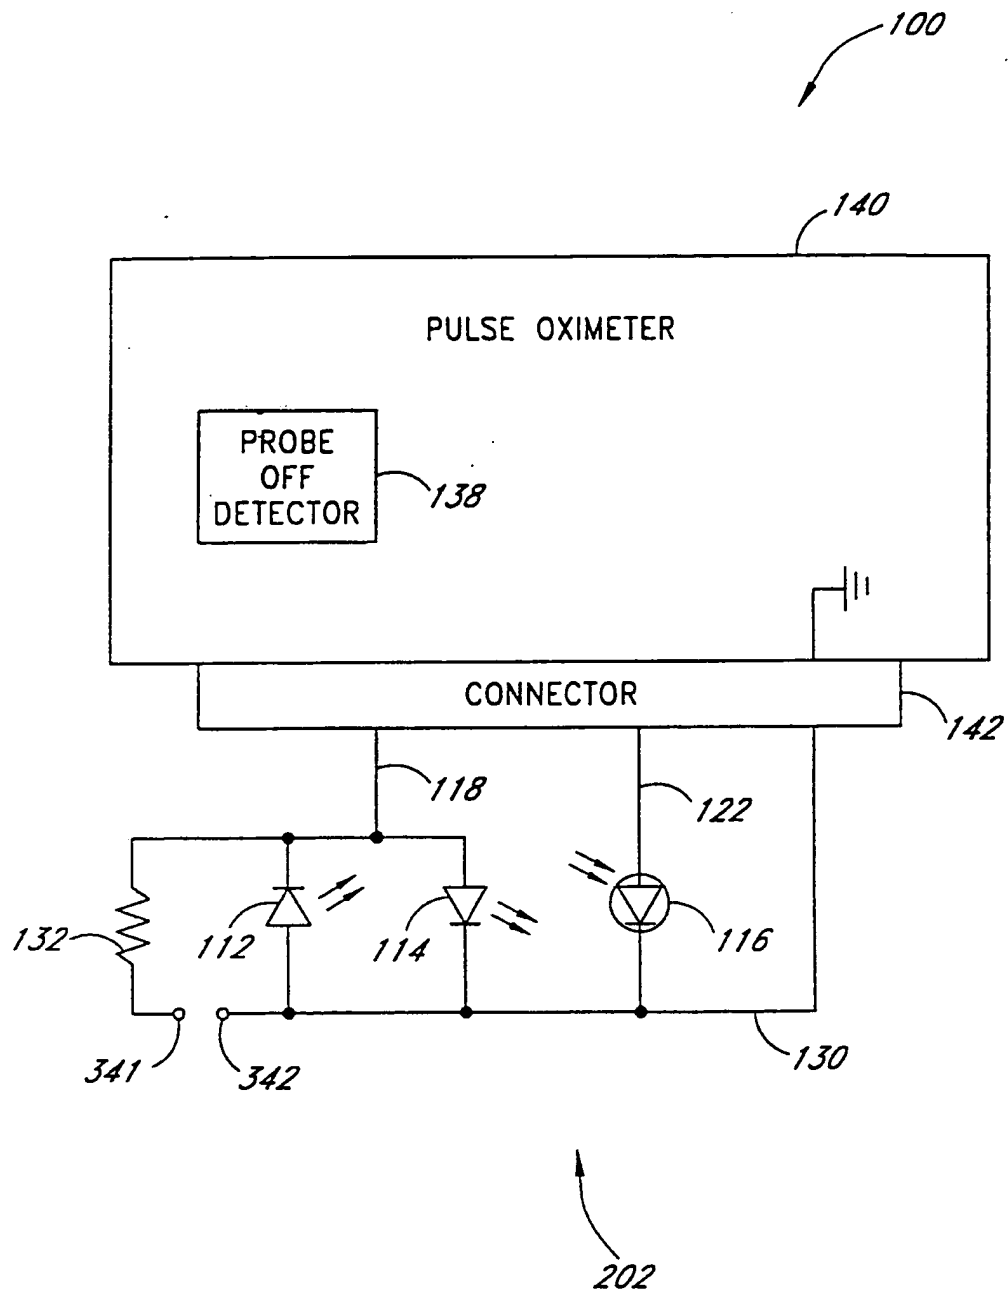 100
140
PULSE OXIMETER
PROBE
OFF
DETECTOR
138
CONNECTOR
142
118
122
132
112
114
116
341
342
130
202